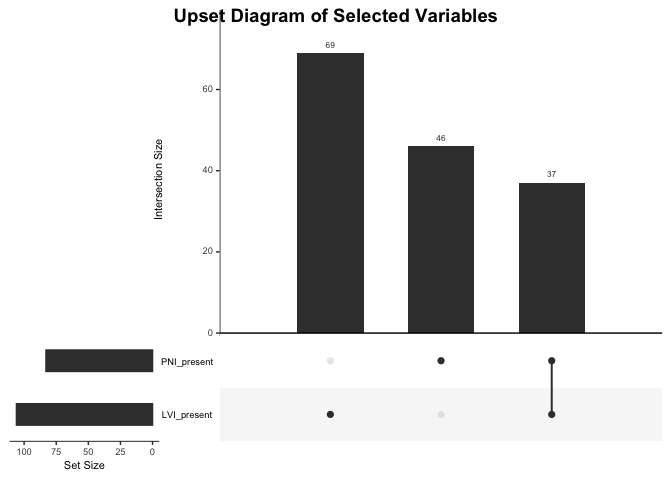 Upset Diagram of Selected Variables
69
46
37
60
40
20
0
Intersection Size
PNI_present
LVI_present
100 75 50 25 0
Set Size